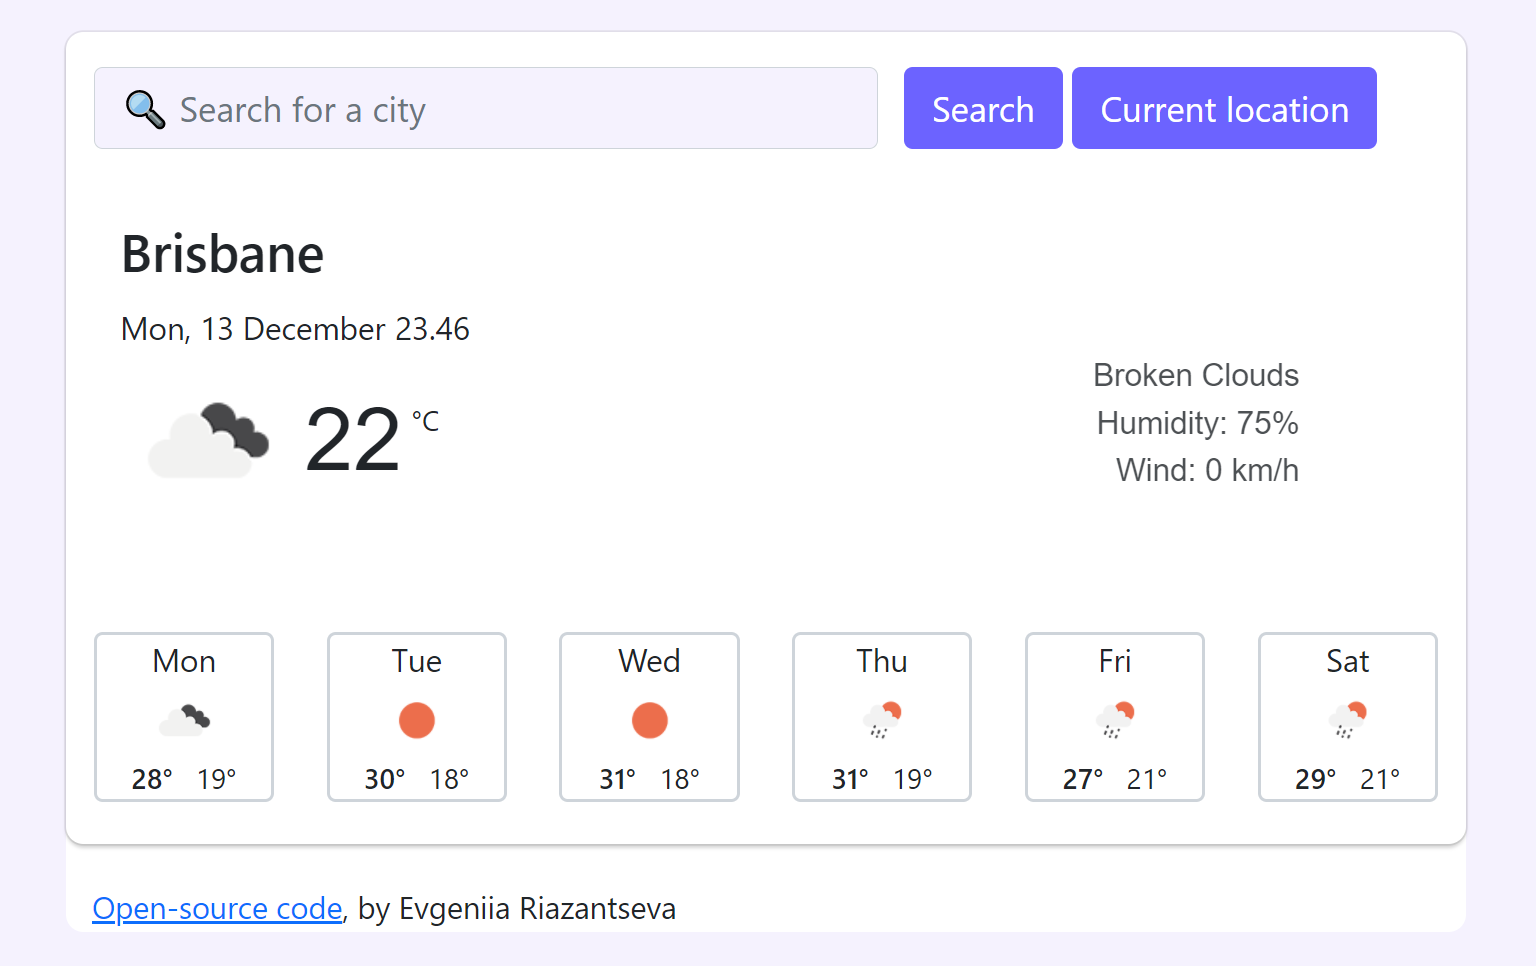 Search for a city
Search
Current location
Brisbane
Mon, 13 December 23.46
22 °C
Broken Clouds
Humidity: 75%
Wind: 0 km/h
Mon
28° 19°
Tue
30° 18°
Wed
31° 18°
Thu
31° 19°
Fri
27° 21°
Sat
29° 21°
Open-source code, by Evgeniia Riazantseva